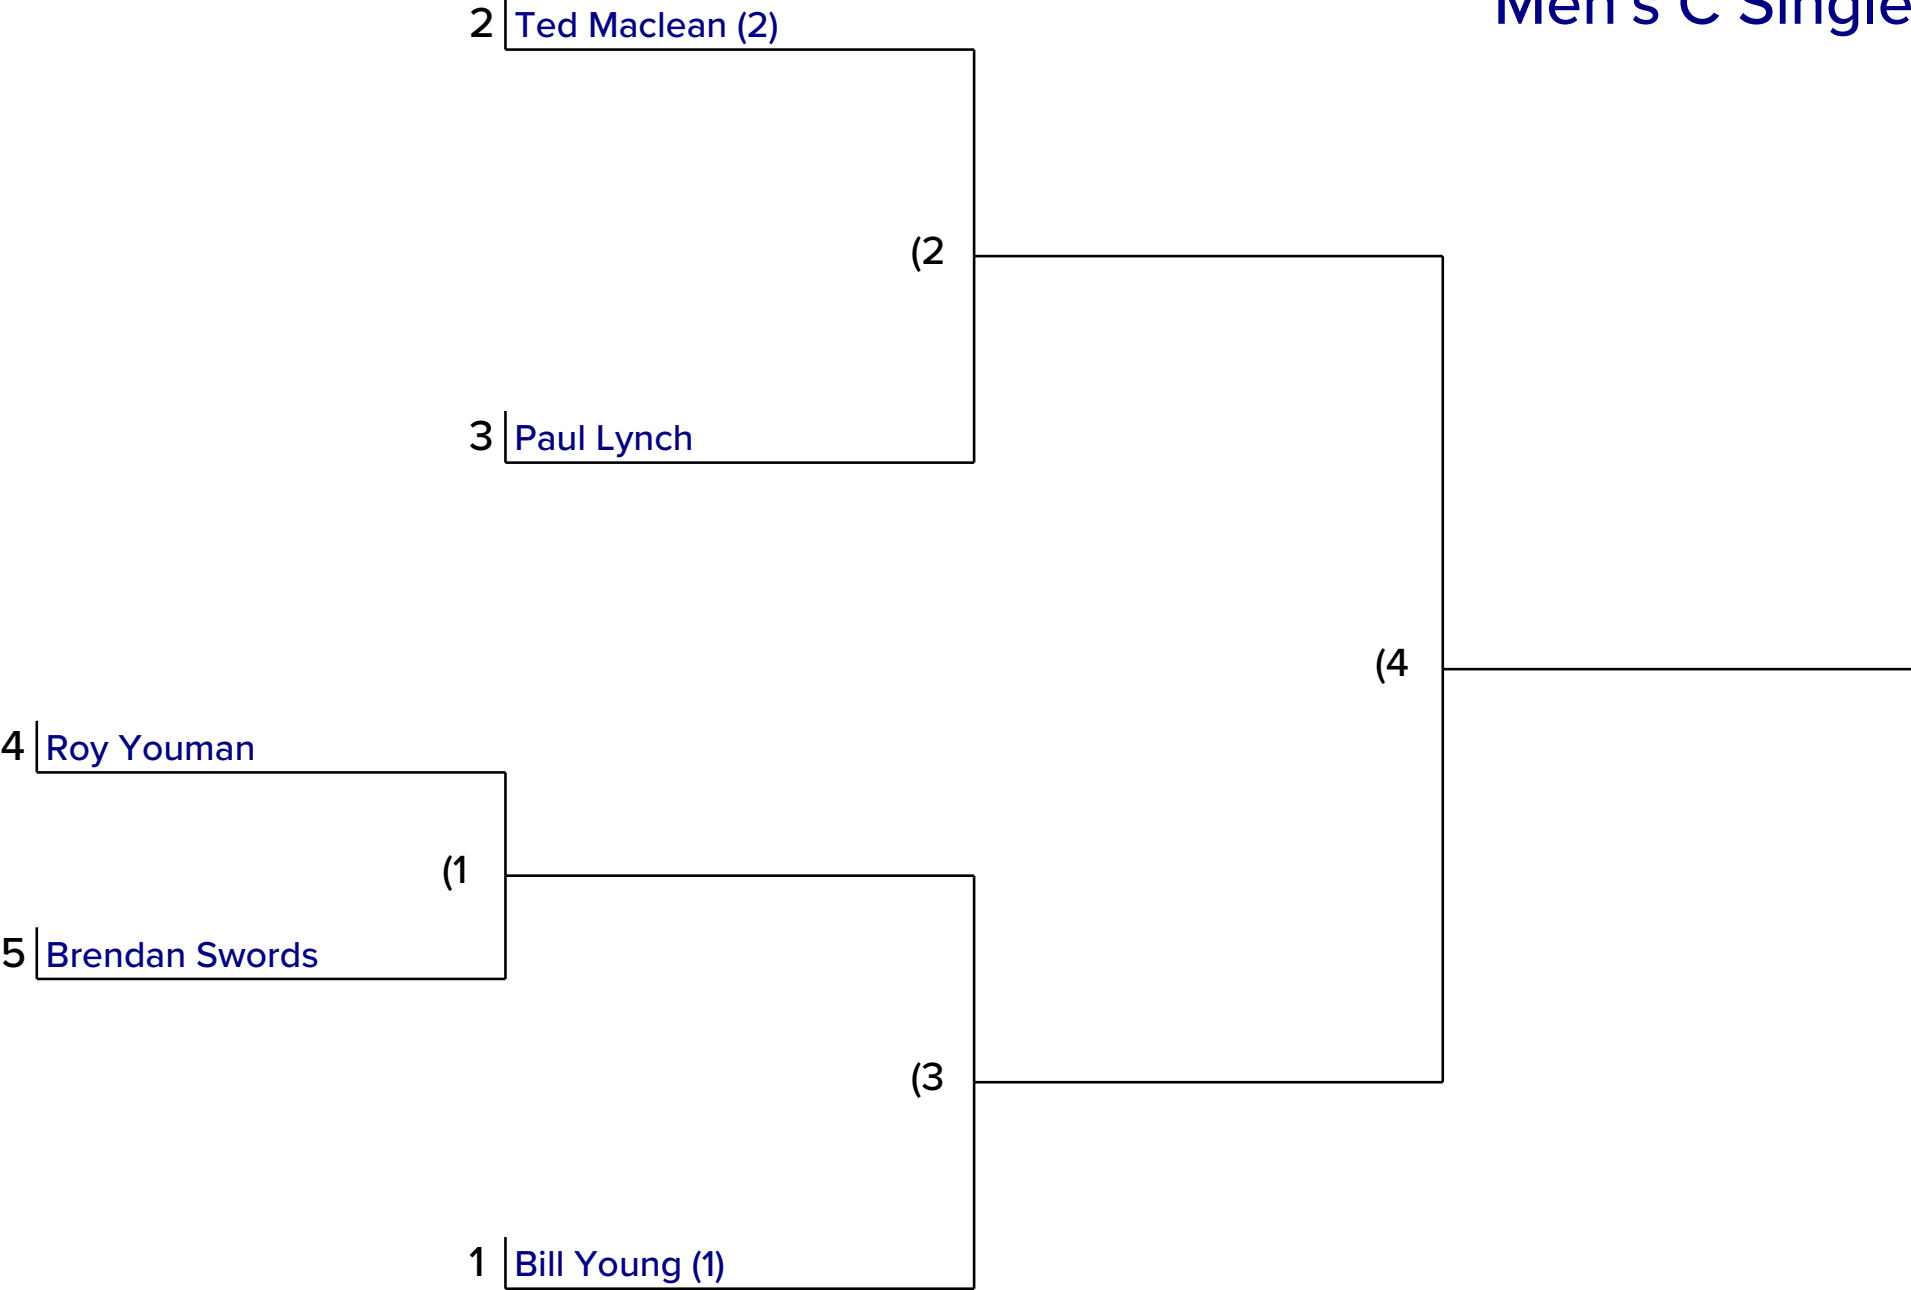 Men's C Single
2 Ted Maclean (2)
(2
3 Paul Lynch
(4
4 Roy Youman
(1
5 Brendan Swords
(3
1 Bill Young (1)